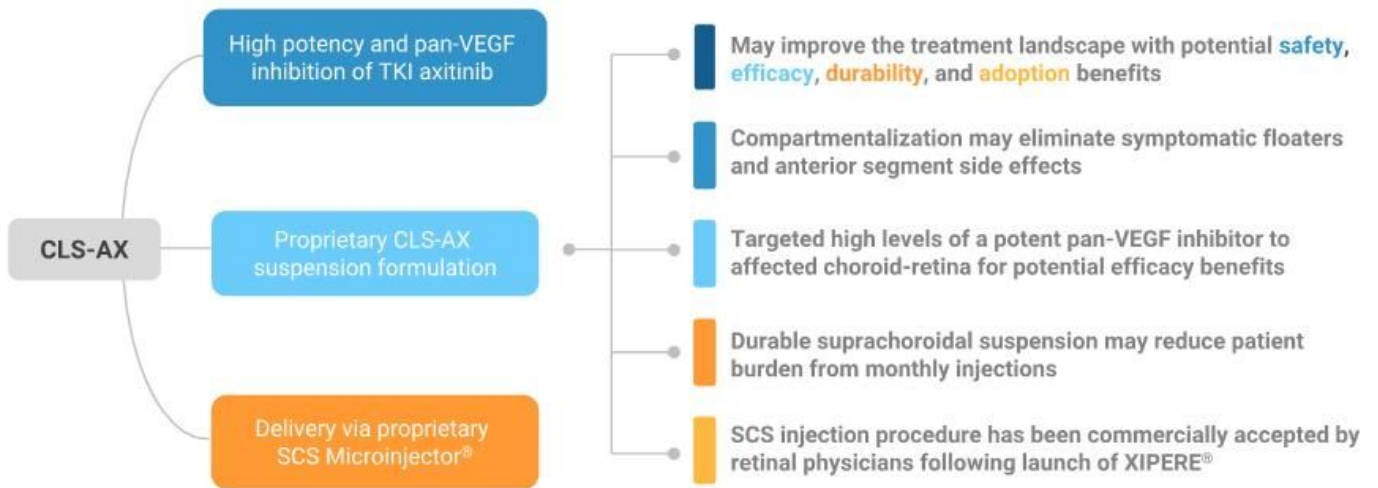 CLS-AX
High potency and pan-VEGF
inhibition of TKI axitinib
Proprietary CLS-AX
suspension formulation
Delivery via proprietary
SCS Microinjector®
May improve the treatment landscape with potential safety,
efficacy, durability, and adoption benefits
Compartmentalization may eliminate symptomatic floaters
and anterior segment side effects
Targeted high levels of a potent pan-VEGF inhibitor to
affected choroid-retina for potential efficacy benefits
Durable suprachoroidal suspension may reduce patient
burden from monthly injections
SCS injection procedure has been commercially accepted by
retinal physicians following launch of XIPERE®